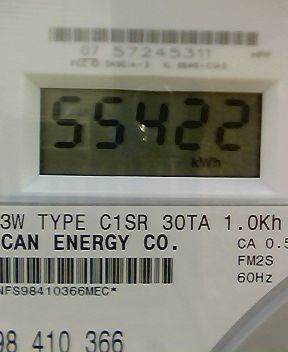 07 57245311
55422
kWh
3W TYPE C1SR 30TA 1.0Kh
CAN ENERGY CO.
CA 0.5
FM2S
60Hz
NFS98410366MEC*
98 410 366